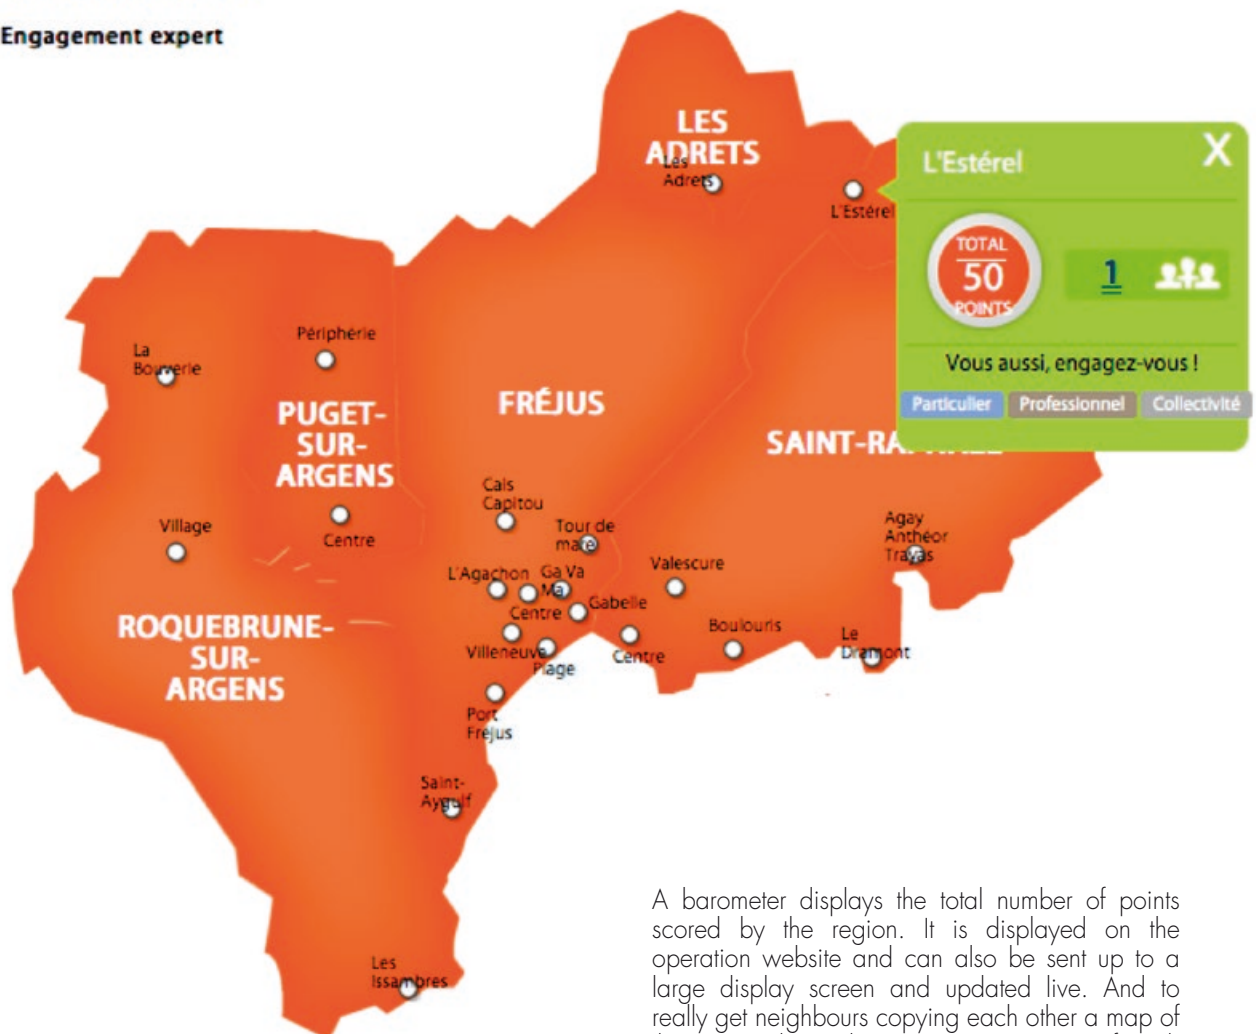 Engagement expert
LES
ADRETS
Les
Adrets
L'Estérel
L'Estérel
X
TOTAL
50
POINTS
1
Vous aussi, engagez-vous !
Particulier
Professionnel
Collectivité
La
Bouverie
Périphérie
PUGET-
SUR-
ARGENS
FRÉJUS
Centre
Village
ROQUEBRUNE-
SUR-
ARGENS
Cais
Capitou
Tour de
mare
L'Agachon
Ga Va
Ma
Centre
Gabelle
Villeneuve
Plage
Port
Fréjus
Saint-
Aygulf
Les
Issambres
Valescure
Centre
Boulouris
Agay
Anthéor
Trayas
Le
Dramont
A barometer displays the total number of points
scored by the region. It is displayed on the
operation website and can also be sent up to a
large display screen and updated live. And to
really get neighbours copying each other a map of